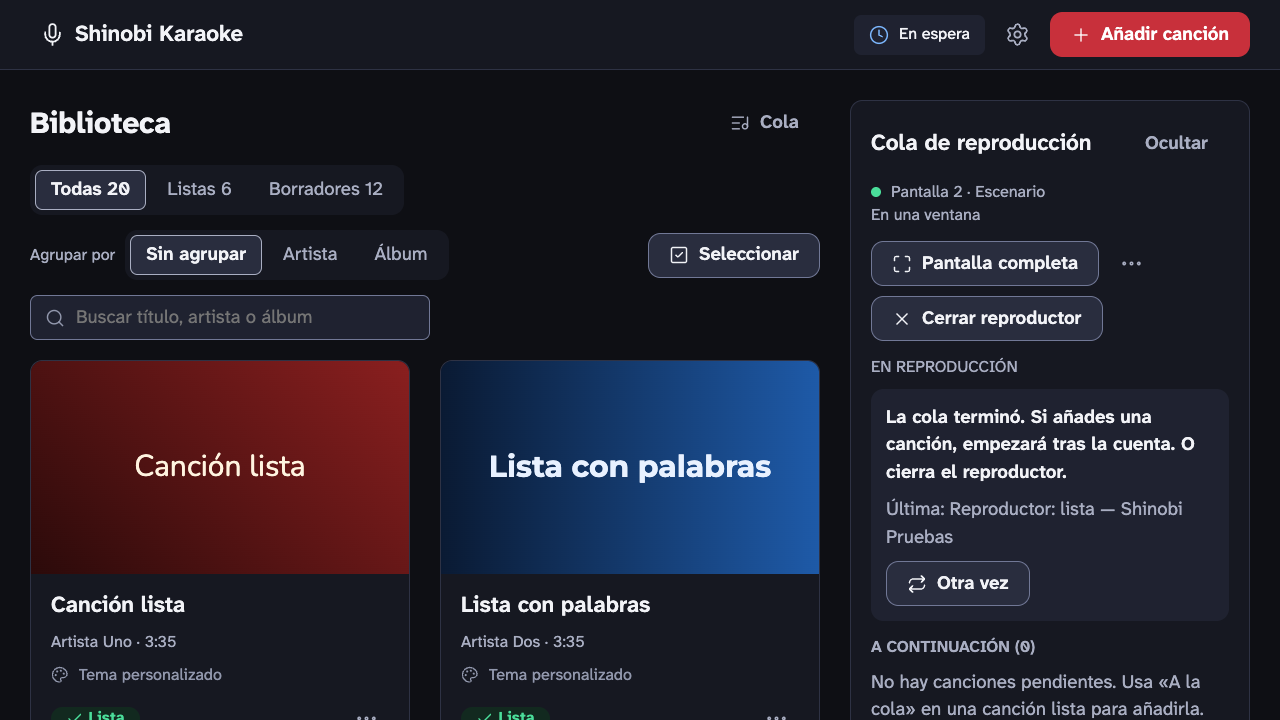 Shinobi Karaoke
En espera
Añadir canción
Biblioteca
Cola
Todas 20
Listas 6
Borradores 12
Agrupar por
Sin agrupar
Artista
Álbum
Seleccionar
Buscar título, artista o álbum
Canción lista
Canción lista
Artista Uno · 3:35
Tema personalizado
Lista
Lista con palabras
Lista con palabras
Artista Dos · 3:35
Tema personalizado
Lista
Cola de reproducción
Ocultar
Pantalla 2 · Escenario
En una ventana
Pantalla completa
Cerrar reproductor
EN REPRODUCCIÓN
La cola terminó. Si añades una
canción, empezará tras la cuenta. O
cierra el reproductor.
Última: Reproductor: lista — Shinobi
Pruebas
Otra vez
A CONTINUACIÓN (0)
No hay canciones pendientes. Usa «A la
cola» en una canción lista para añadirla.